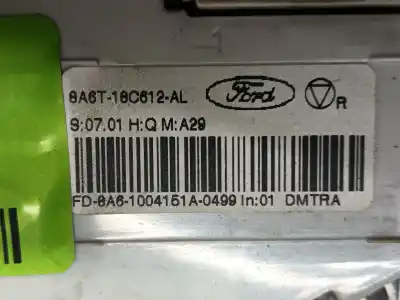 8A6T-18C612-AL Ford R
S:07.01 H:Q M:A29
FD-8A6-1004151A-0499 In:01 DMTRA